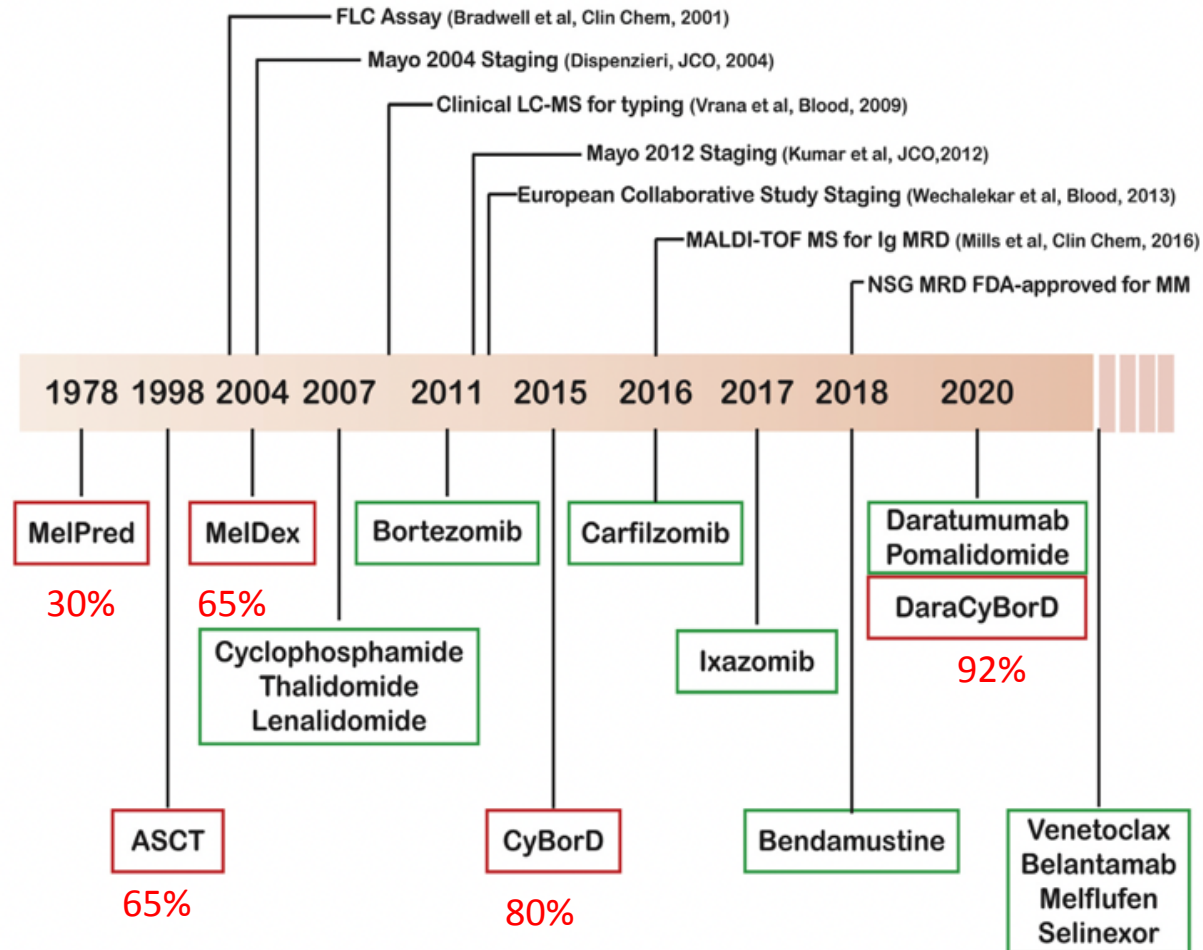 FLC Assay (Bradwell et al, Clin Chem, 2001)
Mayo 2004 Staging (Dispenzieri, JCO, 2004)
Clinical LC-MS for typing (Vrana et al, Blood, 2009)
Mayo 2012 Staging (Kumar et al, JCO,2012)
European Collaborative Study Staging (Wechalekar et al, Blood, 2013)
MALDI-TOF MS for Ig MRD (Mills et al, Clin Chem, 2016)
NSG MRD FDA-approved for MM
1978 1998 2004 2007 2011 2015 2016 2017 2018 2020
MelPred
30%
MelDex
65%
Bortezomib
Carfilzomib
Daratumumab
Pomalidomide
DaraCyBorD
92%
Cyclophosphamide
Thalidomide
Lenalidomide
Ixazomib
ASCT
65%
CyBorD
80%
Bendamustine
Venetoclax
Belantamab
Melflufen
Selinexor